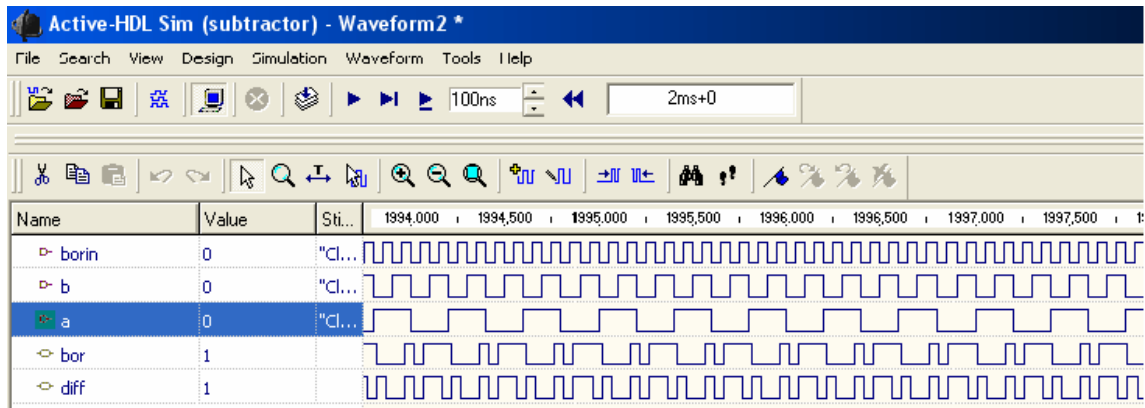 Active-HDL Sim (subtractor) - Waveform2 *
File Search View Design Simulation Waveform Tools Help
100ns 2ms+0
Name Value Sti... 1994,000 1994,500 1995,000 1995,500 1996,000 1996,500 1997,000 1997,500
borin 0 "Cl...
b 0 "Cl...
a 0 "Cl...
bor 1
diff 1